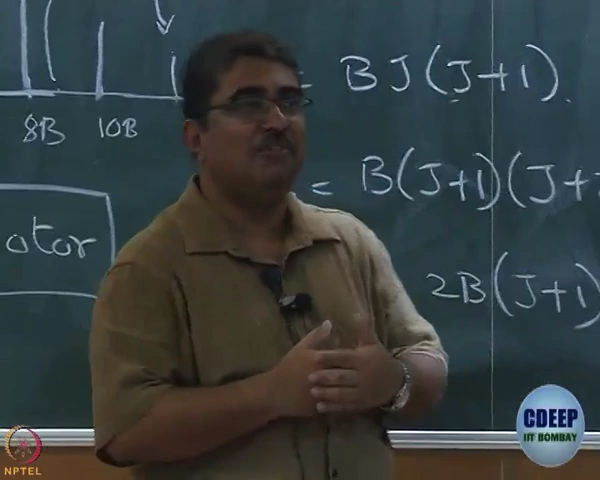 = BJ(J+1).
8B 10B
= B(J+1)(J+
otor
2B(J+1)
CDEEP
IIT BOMBAY
NPTEL